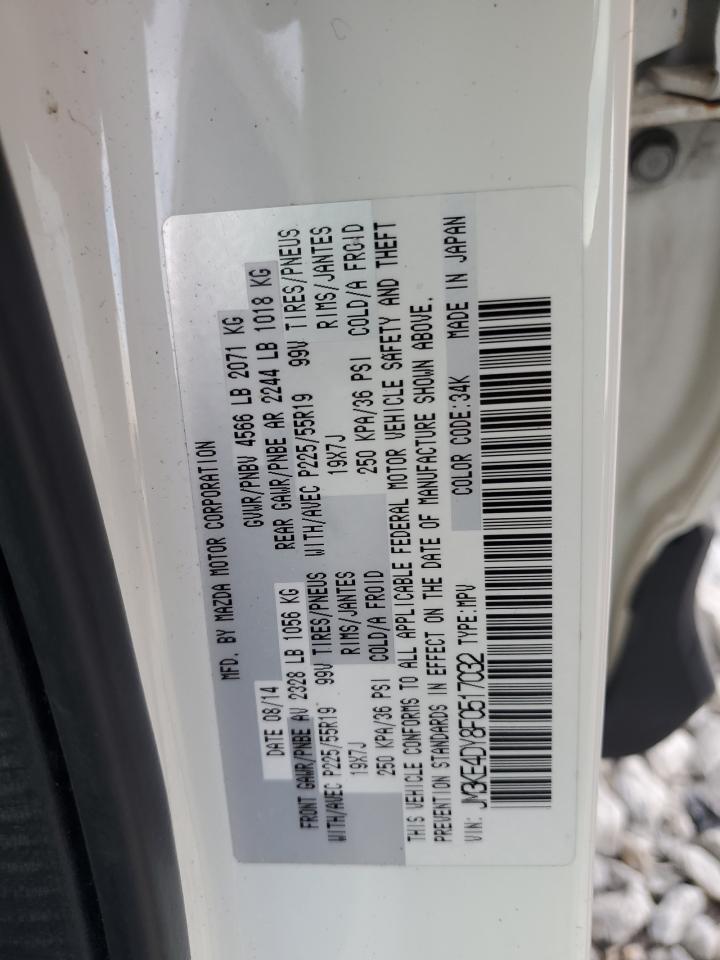 MFD. BY MAZDA MOTOR CORPORATION
DATE 08/14 GVWR/PNBV 4566 LB 2071 KG
FRONT GAWR/PNBE AV 2328 LB 1056 KG REAR GAWR/PNBE AR 2244 LB 1018 KG
WITH/AVEC P225/55R19 99V TIRES/PNEUS WITH/AVEC P225/55R19 99V TIRES/PNEUS
19X7J RIMS/JANTES 19X7J RIMS/JANTES
250 KPA/36 PSI COLD/A FROID 250 KPA/36 PSI COLD/A FROID
THIS VEHICLE CONFORMS TO ALL APPLICABLE FEDERAL MOTOR VEHICLE SAFETY AND THEFT
PREVENTION STANDARDS IN EFFECT ON THE DATE OF MANUFACTURE SHOWN ABOVE.
VIN: JM3KE4DY8F0517032 TYPE:MPV COLOR CODE:34K MADE IN JAPAN